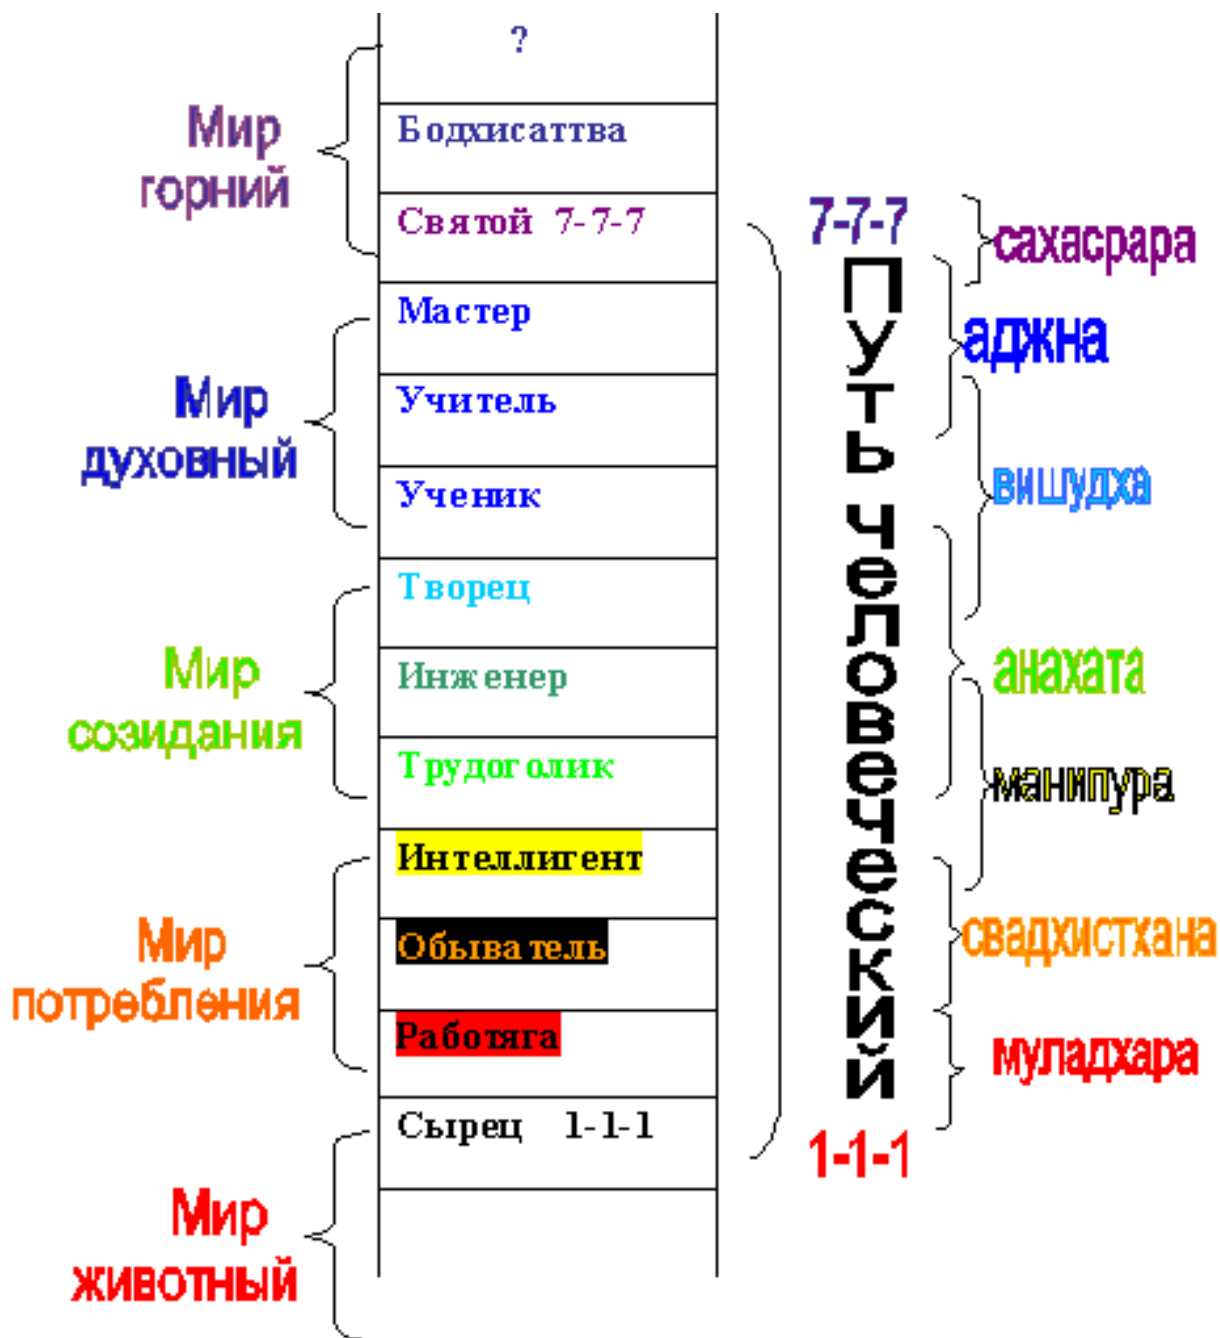 ?
Мир
горний
Бодхисаттва
Святой 7-7-7
Мир
духовный
Мастер
Учитель
Ученик
Мир
созидания
Творец
Инженер
Трудоголик
Мир
потребления
Интеллигент
Обыватель
Работяга
Сырец 1-1-1
Мир
животный
7-7-7
Путь человеческий
1-1-1
сахасрара
аджна
вишудха
анахата
манипура
свадхистхана
муладхара